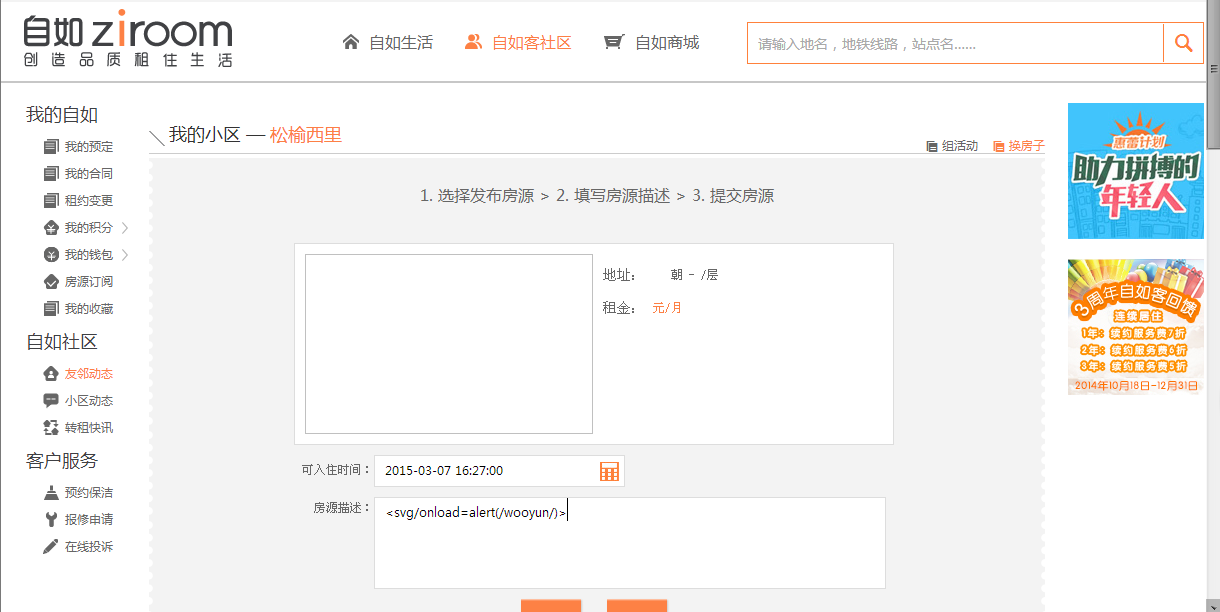 自如 ziroom
创造品质租住生活
自如生活 自如客社区 自如商城
请输入地名，地铁线路，站点名......
我的自如
我的预定
我的合同
租约变更
我的积分
我的钱包
房源订阅
我的收藏
自如社区
友邻动态
小区动态
转租快讯
客户服务
预约保洁
报修申请
在线投诉
我的小区 — 松榆西里
组活动 换房子
1. 选择发布房源 > 2. 填写房源描述 > 3. 提交房源
地址： 朝 - /层
租金： 元/月
可入住时间： 2015-03-07 16:27:00
房源描述： <svg/onload=alert(/wooyun/)>
惠蕾计划
助力拼搏的
年轻人
3周年自如客回馈
连续居住
1年：续约服务费7折
2年：续约服务费6折
3年：续约服务费5折
2014年10月18日-12月31日